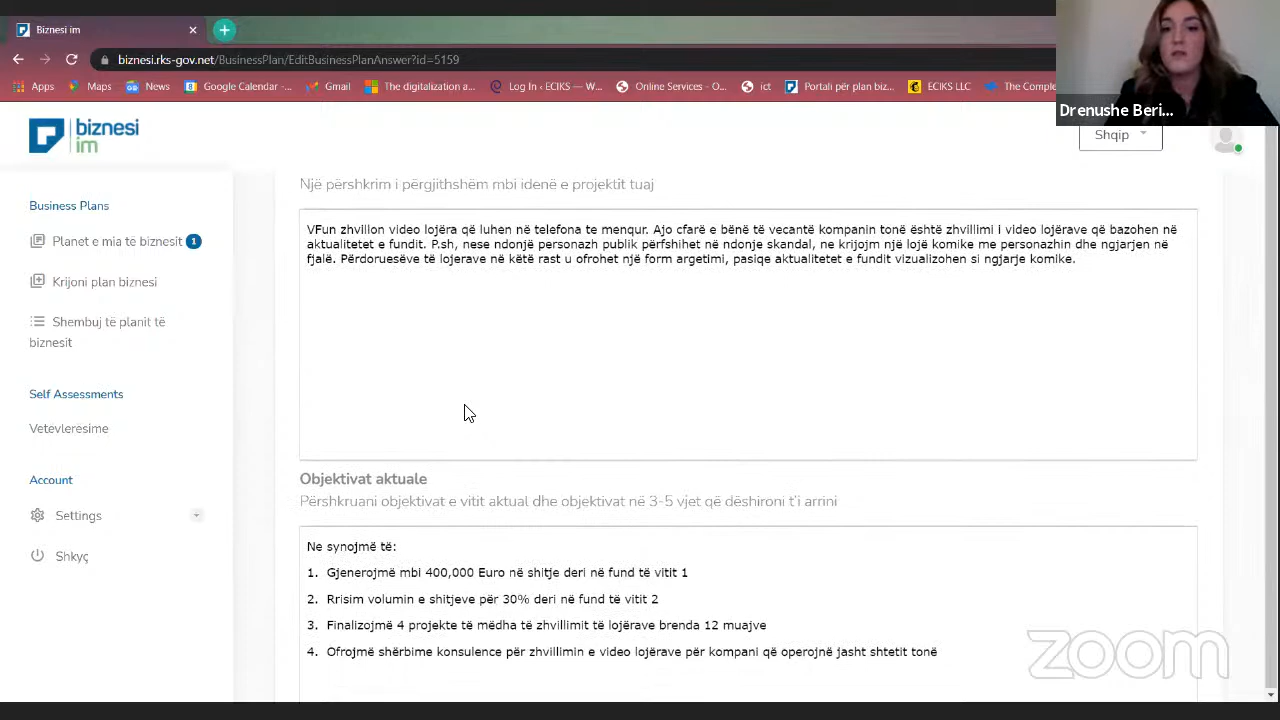 Biznesi im
biznesi.rks-gov.net/BusinessPlan/EditBusinessPlanAnswer?id=5159
Apps
Maps
News
Google Calendar -...
Gmail
The digitalization a...
Log In ‹ ECIKS — W...
Online Services - O...
ict
Portali për plan biz...
ECIKS LLC
The Comple
Drenushe Beri...
biznesi
im
Shqip
Business Plans
Planet e mia të biznesit 1
Krijoni plan biznesi
Shembuj të planit të
biznesit
Self Assessments
Vetëvlerësime
Account
Settings
Shkyç
Një përshkrim i përgjithshëm mbi idenë e projektit tuaj
VFun zhvillon video lojëra që luhen në telefona te menqur. Ajo cfarë e bënë të vecantë kompanin tonë është zhvillimi i video lojërave që bazohen në
aktualitetet e fundit. P.sh, nese ndonjë personazh publik përfshihet në ndonje skandal, ne krijojm një lojë komike me personazhin dhe ngjarjen në
fjalë. Përdoruesëve të lojerave në këtë rast u ofrohet një form argetimi, pasiqe aktualitetet e fundit vizualizohen si ngjarje komike.
Objektivat aktuale
Përshkruani objektivat e vitit aktual dhe objektivat në 3-5 vjet që dëshironi t'i arrini
Ne synojmë të:
1. Gjenerojmë mbi 400,000 Euro në shitje deri në fund të vitit 1
2. Rrisim volumin e shitjeve për 30% deri në fund të vitit 2
3. Finalizojmë 4 projekte të mëdha të zhvillimit të lojërave brenda 12 muajve
4. Ofrojmë shërbime konsulence për zhvillimin e video lojërave për kompani që operojnë jasht shtetit tonë
zoom